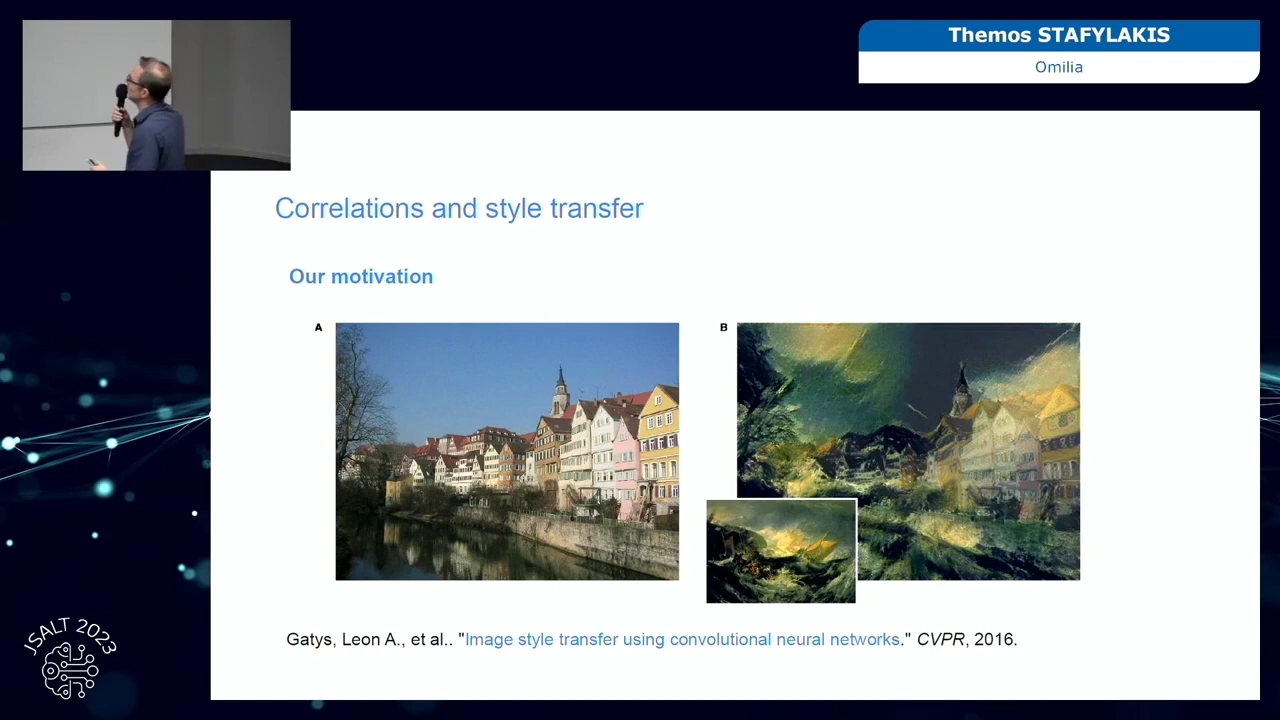 Themos STAFYLAKIS
Omilia
Correlations and style transfer
Our motivation
A
B
Gatys, Leon A., et al.. "Image style transfer using convolutional neural networks." CVPR, 2016.
JSALT 2023